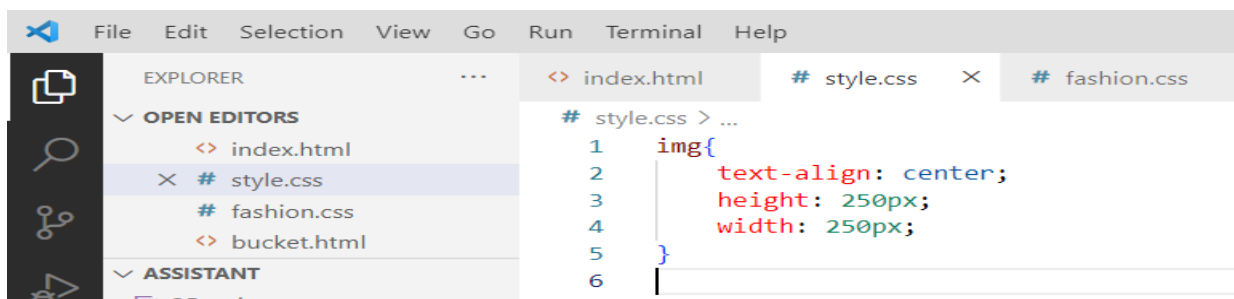 File Edit Selection View Go Run Terminal Help
EXPLORER ...
OPEN EDITORS
<> index.html
× # style.css
# fashion.css
<> bucket.html
ASSISTANT
<> index.html # style.css × # fashion.css
# style.css > ...
1 img{
2 text-align: center;
3 height: 250px;
4 width: 250px;
5 }
6